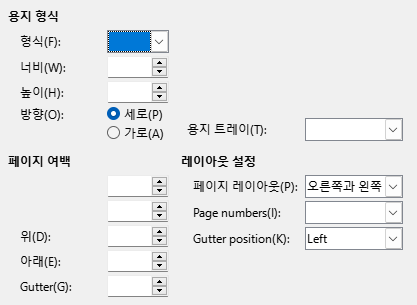 용지 형식
형식(F):
너비(W):
높이(H):
방향(O):
세로(P)
가로(A)
용지 트레이(T):
페이지 여백
레이아웃 설정
페이지 레이아웃(P): 오른쪽과 왼쪽
Page numbers(I):
위(D):
Gutter position(K): Left
아래(E):
Gutter(G):